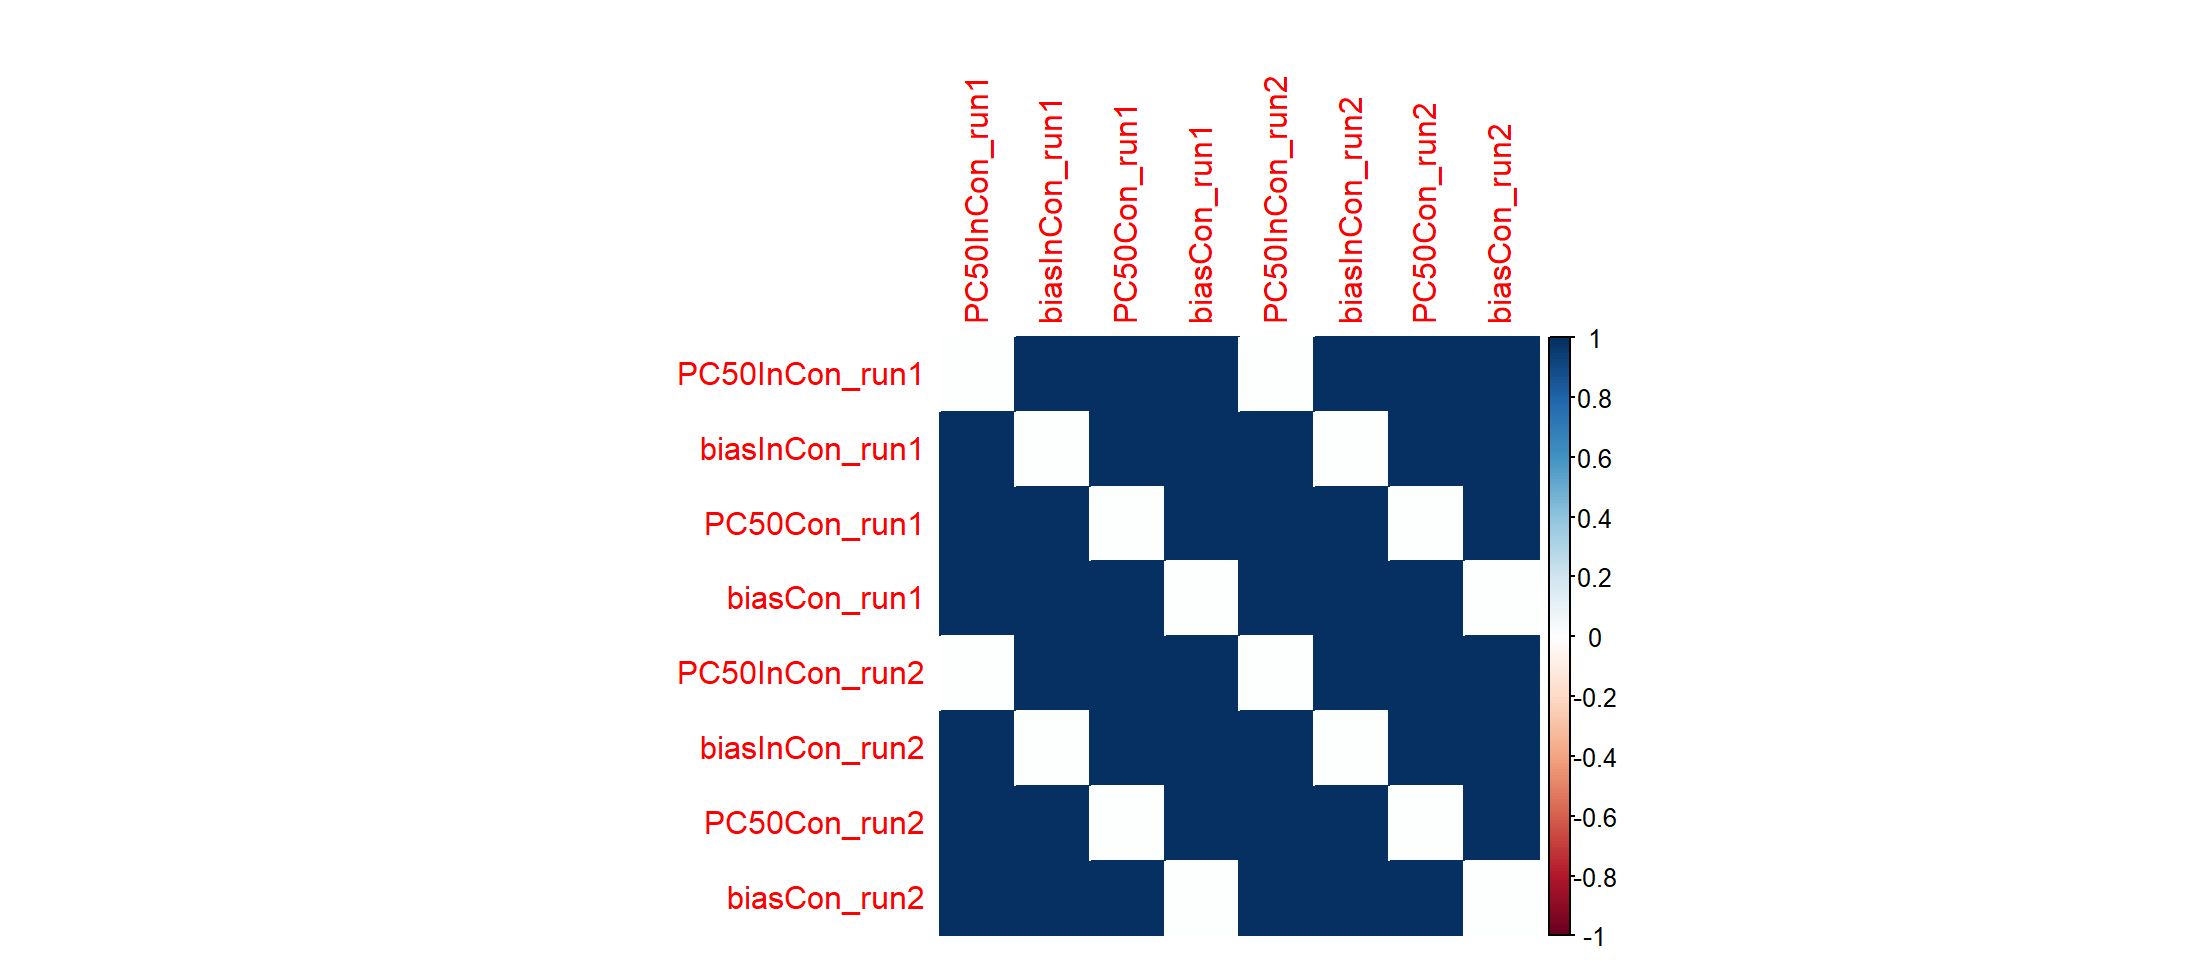 PC50InCon_run1
biasInCon_run1
PC50Con_run1
biasCon_run1
PC50InCon_run2
biasInCon_run2
PC50Con_run2
biasCon_run2
PC50InCon_run1
biasInCon_run1
PC50Con_run1
biasCon_run1
PC50InCon_run2
biasInCon_run2
PC50Con_run2
biasCon_run2
1
0.8
0.6
0.4
0.2
0
-0.2
-0.4
-0.6
-0.8
-1